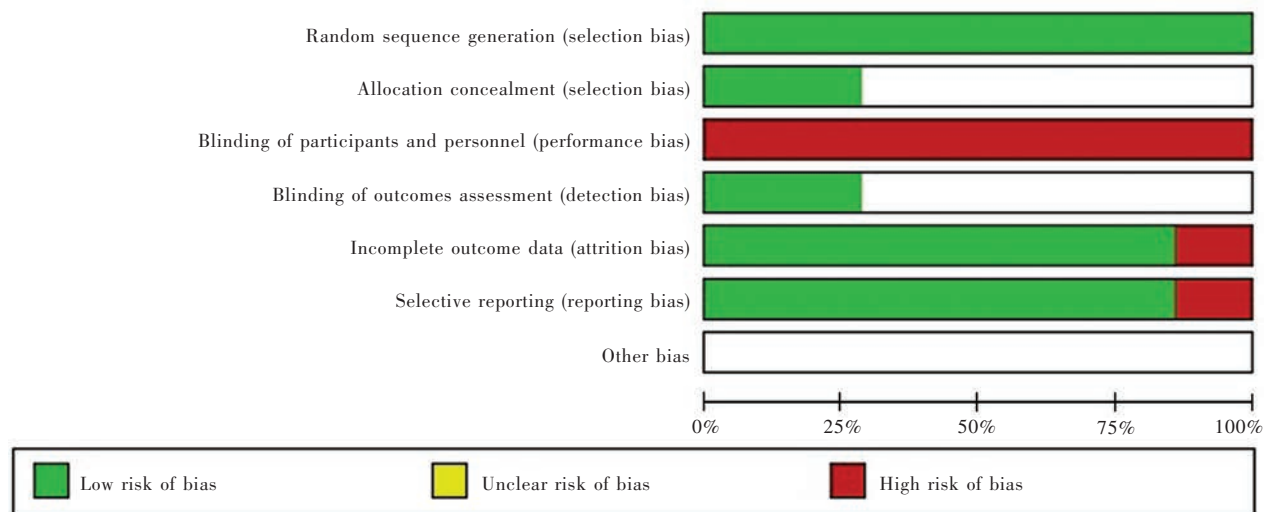 Random sequence generation (selection bias)
Allocation concealment (selection bias)
Blinding of participants and personnel (performance bias)
Blinding of outcomes assessment (detection bias)
Incomplete outcome data (attrition bias)
Selective reporting (reporting bias)
Other bias
0% 25% 50% 75% 100%
Low risk of bias Unclear risk of bias High risk of bias